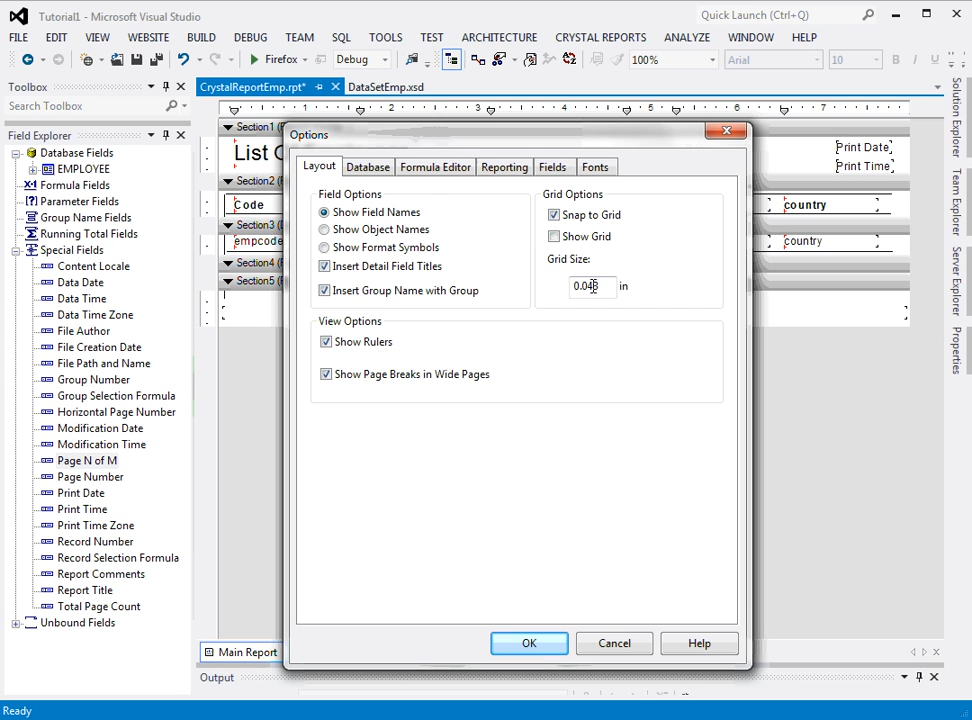 Tutorial1 - Microsoft Visual Studio
Quick Launch (Ctrl+Q)
FILE EDIT VIEW WEBSITE BUILD DEBUG TEAM SQL TOOLS TEST ARCHITECTURE CRYSTAL REPORTS ANALYZE WINDOW HELP
Firefox Debug 100% Arial 10 B I U
Toolbox
Search Toolbox
Field Explorer
Database Fields
EMPLOYEE
Formula Fields
Parameter Fields
Group Name Fields
Running Total Fields
Special Fields
Content Locale
Data Date
Data Time
Data Time Zone
File Author
File Creation Date
File Path and Name
Group Number
Group Selection Formula
Horizontal Page Number
Modification Date
Modification Time
Page N of M
Page Number
Print Date
Print Time
Print Time Zone
Record Number
Record Selection Formula
Report Comments
Report Title
Total Page Count
Unbound Fields
CrystalReportEmp.rpt*
DataSetEmp.xsd
1 2 3 4 5 6 7
Section1
List
Print Date
Print Time
Section2
Code
country
Section3
empcode
country
Section4
Section5
Main Report
Output
Options
Layout Database Formula Editor Reporting Fields Fonts
Field Options
Show Field Names
Show Object Names
Show Format Symbols
Insert Detail Field Titles
Insert Group Name with Group
Grid Options
Snap to Grid
Show Grid
Grid Size:
0.043 in
View Options
Show Rulers
Show Page Breaks in Wide Pages
OK Cancel Help
Solution Explorer
Team Explorer
Server Explorer
Properties
Ready